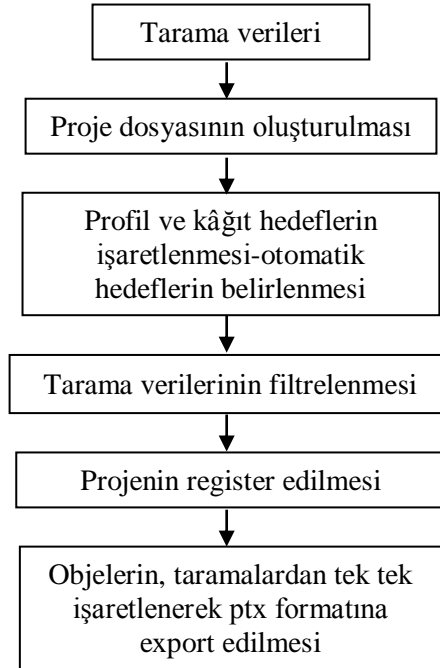 Tarama verileri
Proje dosyasının oluşturulması
Profil ve kâğıt hedeflerin
işaretlenmesi-otomatik
hedeflerin belirlenmesi
Tarama verilerinin filtrelenmesi
Projenin register edilmesi
Objelerin, taramalardan tek tek
işaretlenerek ptx formatına
export edilmesi